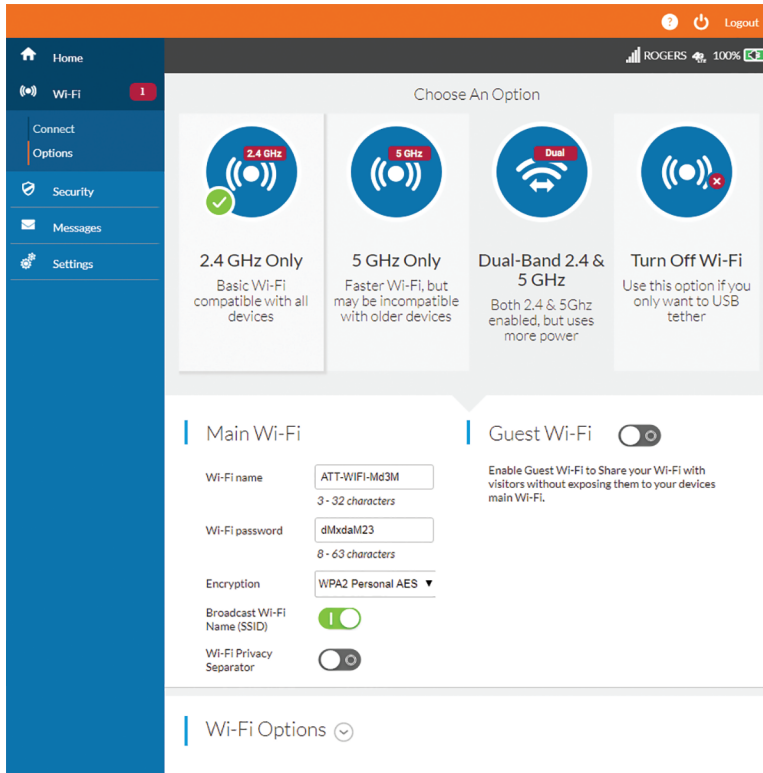 ? Logout
Home
ROGERS 100%
Wi-Fi 1
Connect
Options
Security
Messages
Settings
Choose An Option
2.4 GHz
5 GHz
Dual
2.4 GHz Only
Basic Wi-Fi
compatible with all
devices
5 GHz Only
Faster Wi-Fi, but
may be incompatible
with older devices
Dual-Band 2.4 &
5 GHz
Both 2.4 & 5Ghz
enabled, but uses
more power
Turn Off Wi-Fi
Use this option if you
only want to USB
tether
Main Wi-Fi
Wi-Fi name ATT-WIFI-Md3M
3 - 32 characters
Wi-Fi password dMxdaM23
8 - 63 characters
Encryption WPA2 Personal AES
Broadcast Wi-Fi
Name (SSID)
Wi-Fi Privacy
Separator
Guest Wi-Fi
Enable Guest Wi-Fi to Share your Wi-Fi with
visitors without exposing them to your devices
main Wi-Fi.
Wi-Fi Options